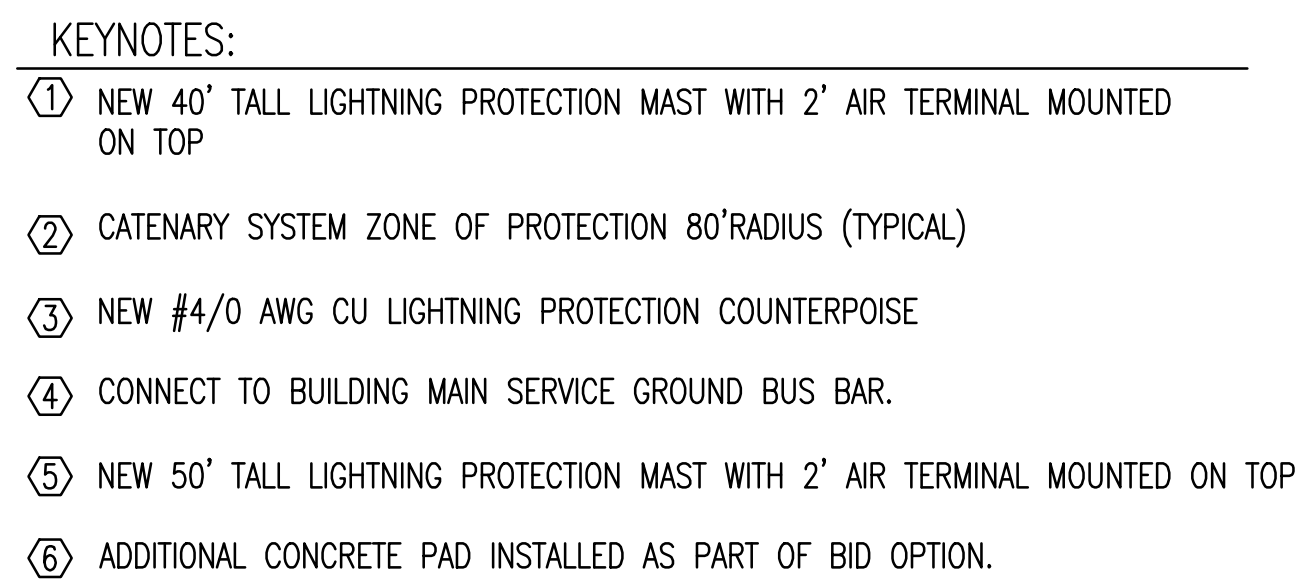 KEYNOTES:
1 NEW 40' TALL LIGHTNING PROTECTION MAST WITH 2' AIR TERMINAL MOUNTED
ON TOP
2 CATENARY SYSTEM ZONE OF PROTECTION 80'RADIUS (TYPICAL)
3 NEW #4/0 AWG CU LIGHTNING PROTECTION COUNTERPOISE
4 CONNECT TO BUILDING MAIN SERVICE GROUND BUS BAR.
5 NEW 50' TALL LIGHTNING PROTECTION MAST WITH 2' AIR TERMINAL MOUNTED ON TOP
6 ADDITIONAL CONCRETE PAD INSTALLED AS PART OF BID OPTION.